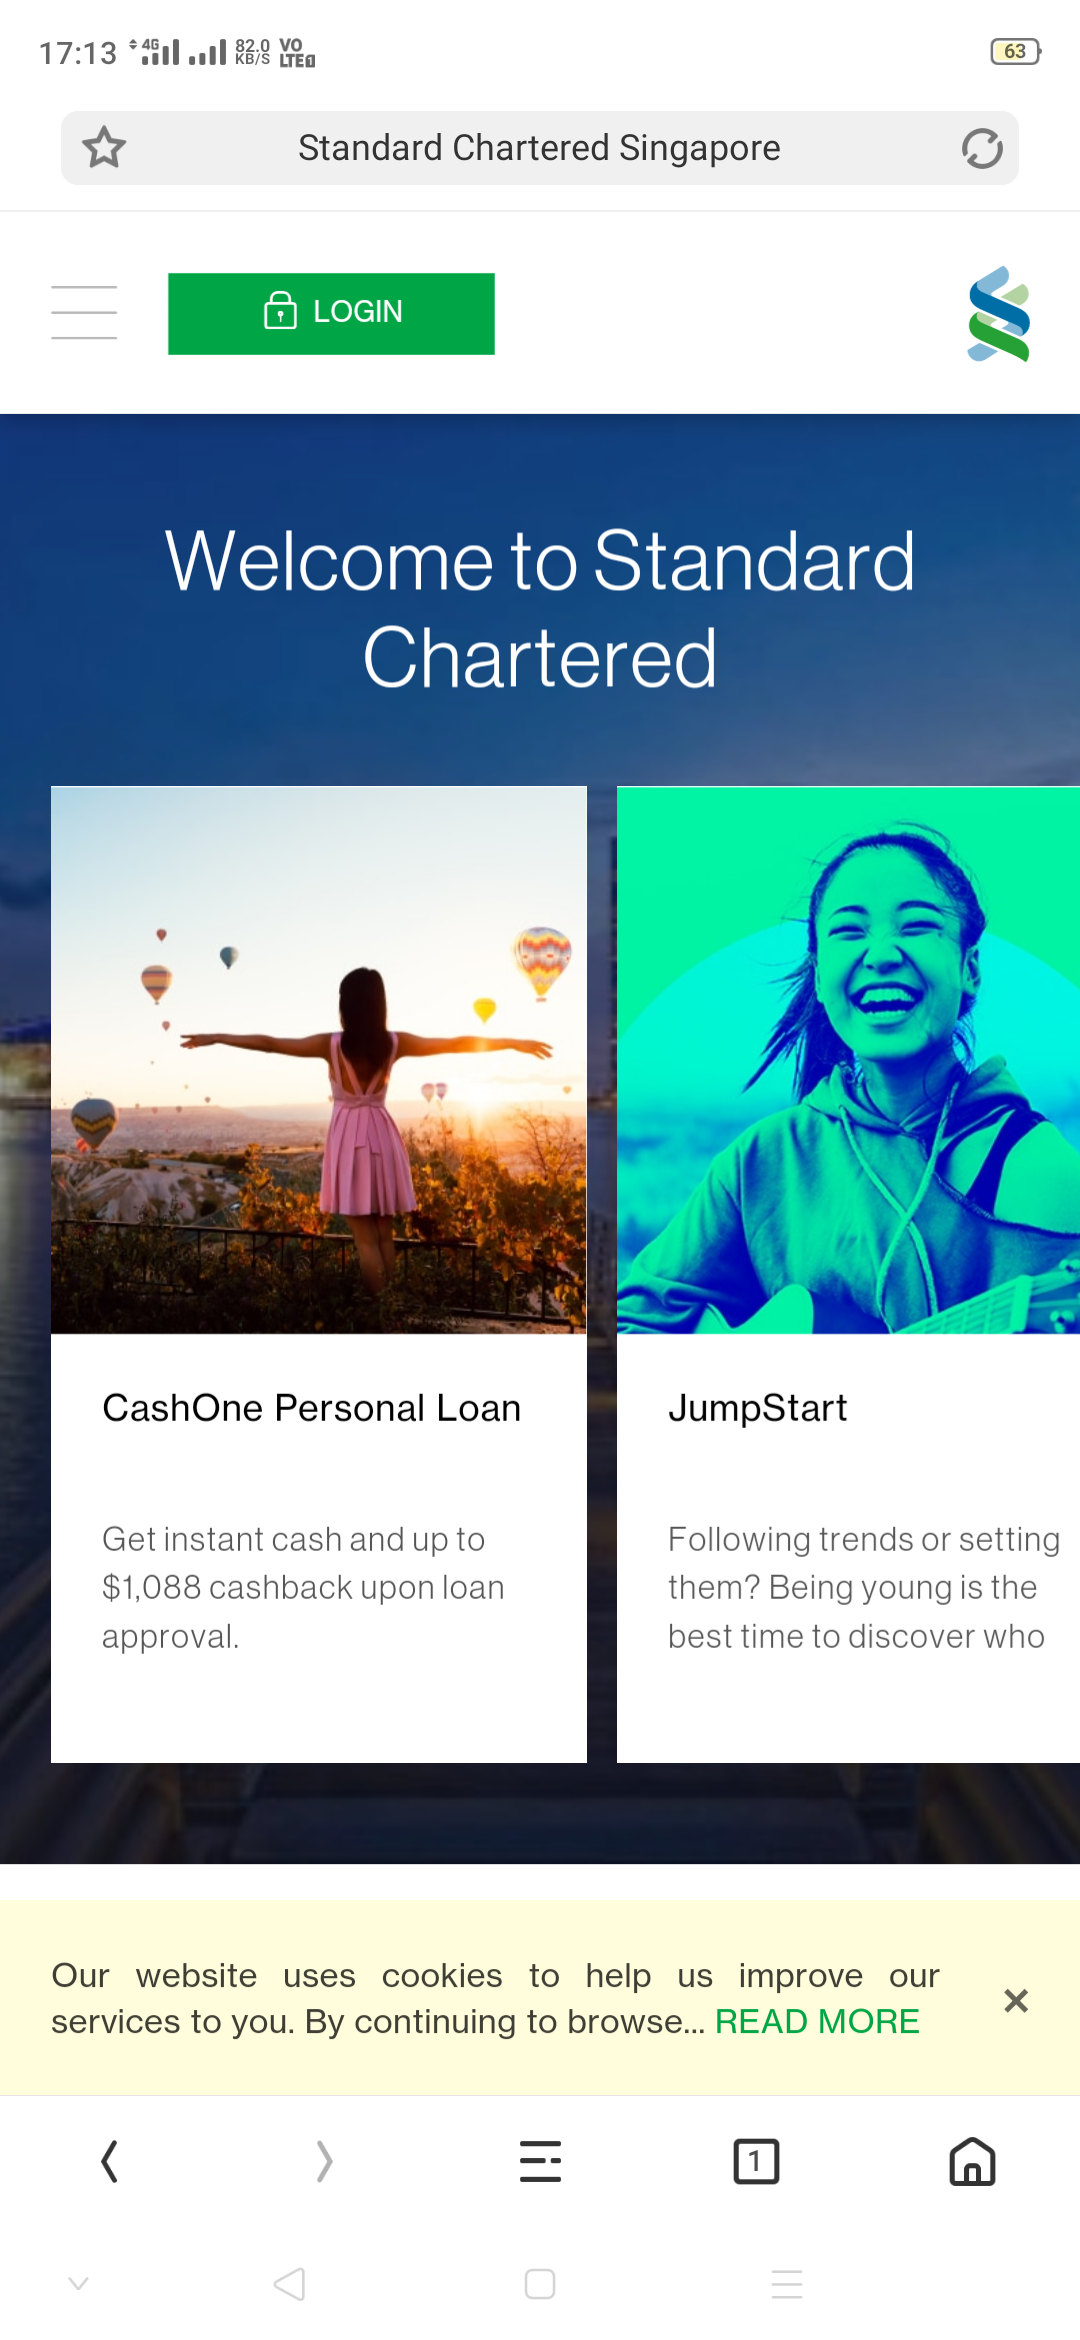 17:13 4G 82.0 KB/S VO LTE 63
Standard Chartered Singapore
LOGIN
Welcome to Standard
Chartered
CashOne Personal Loan
Get instant cash and up to
$1,088 cashback upon loan
approval.
JumpStart
Following trends or setting
them? Being young is the
best time to discover who
Our website uses cookies to help us improve our
services to you. By continuing to browse... READ MORE
1